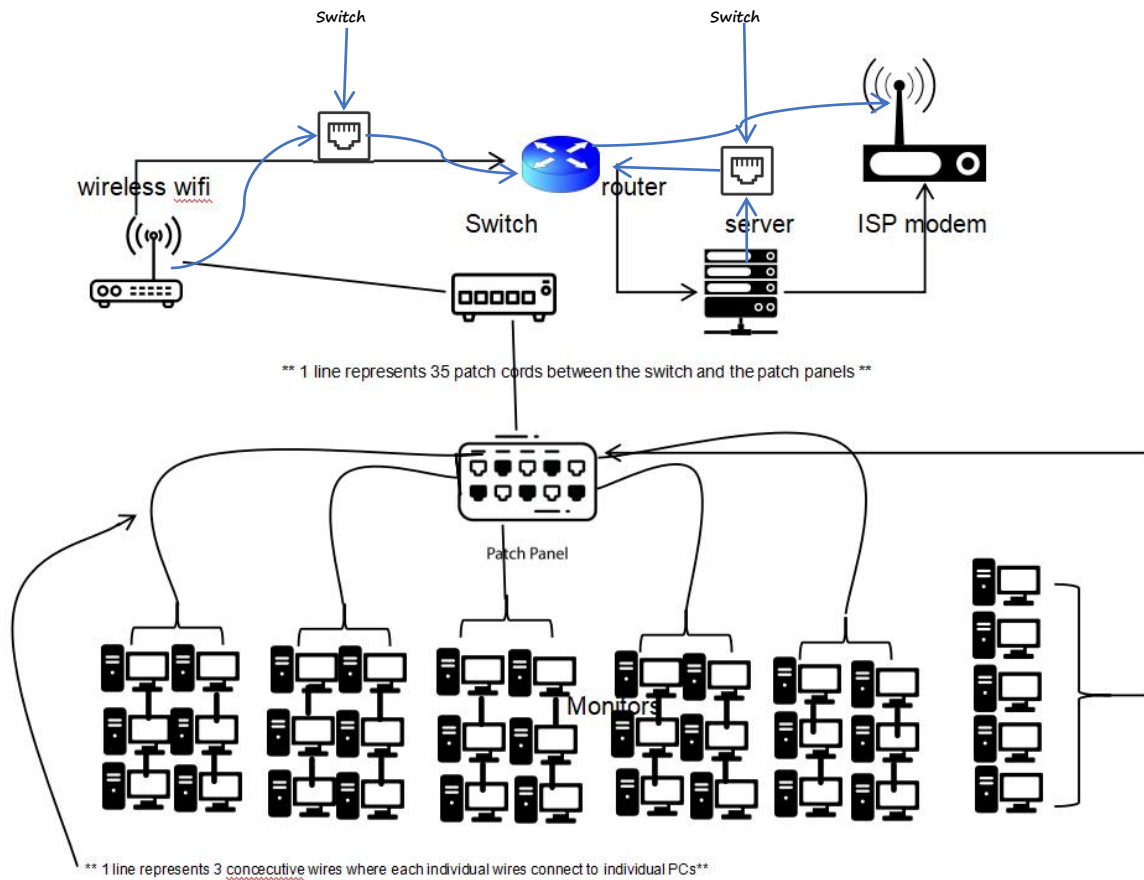 Switch
Switch
wireless wifi
router
Switch
server
ISP modem
** 1 line represents 35 patch cords between the switch and the patch panels **
Patch Panel
Monitors
** 1 line represents 3 concecutive wires where each individual wires connect to individual PCs**